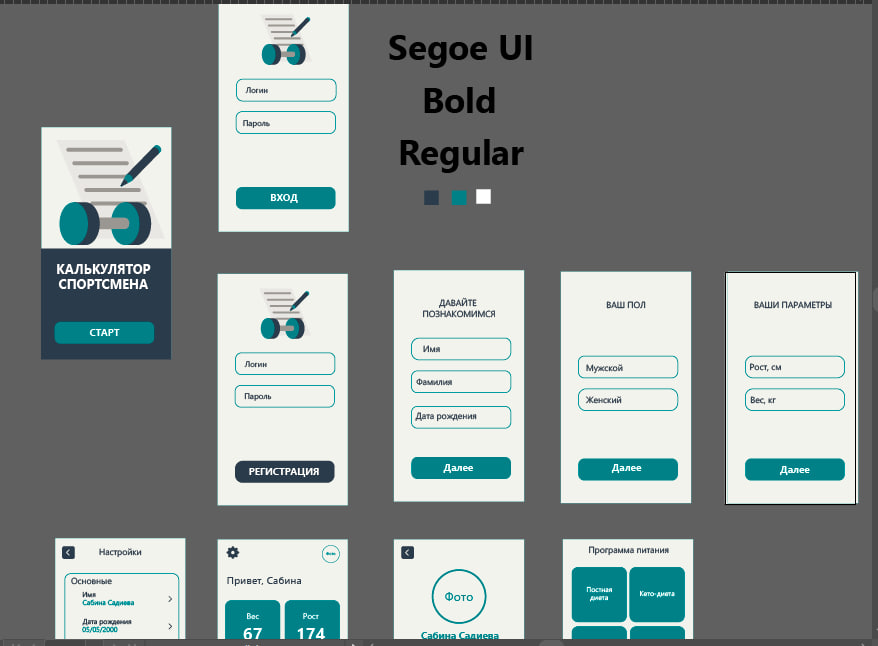 Логин
Пароль
ВХОД
Segoe UI
Bold
Regular
КАЛЬКУЛЯТОР
СПОРТСМЕНА
СТАРТ
Логин
Пароль
РЕГИСТРАЦИЯ
ДАВАЙТЕ
ПОЗНАКОМИМСЯ
Имя
Фамилия
Дата рождения
Далее
ВАШ ПОЛ
Мужской
Женский
Далее
ВАШИ ПАРАМЕТРЫ
Рост, см
Вес, кг
Далее
Настройки
Основные
Имя
Сабина Садиева
Дата рождения
05/05/2000
Фото
Привет, Сабина
Вес
67
Рост
174
Фото
Сабина Садиева
Программа питания
Постная
диета
Кето-диета